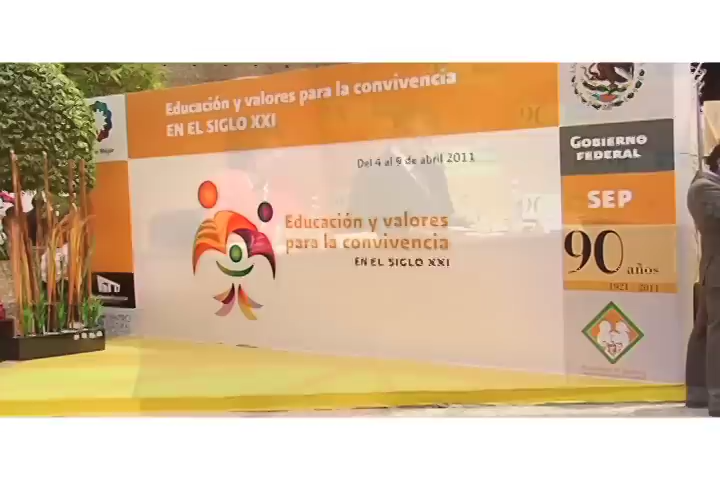 Educación y valores para la convivencia
EN EL SIGLO XXI
Del 4 al 9 de abril 2011
Educación y valores
para la convivencia
EN EL SIGLO XXI
GOBIERNO
FEDERAL
SEP
90 años
1921 - 2011